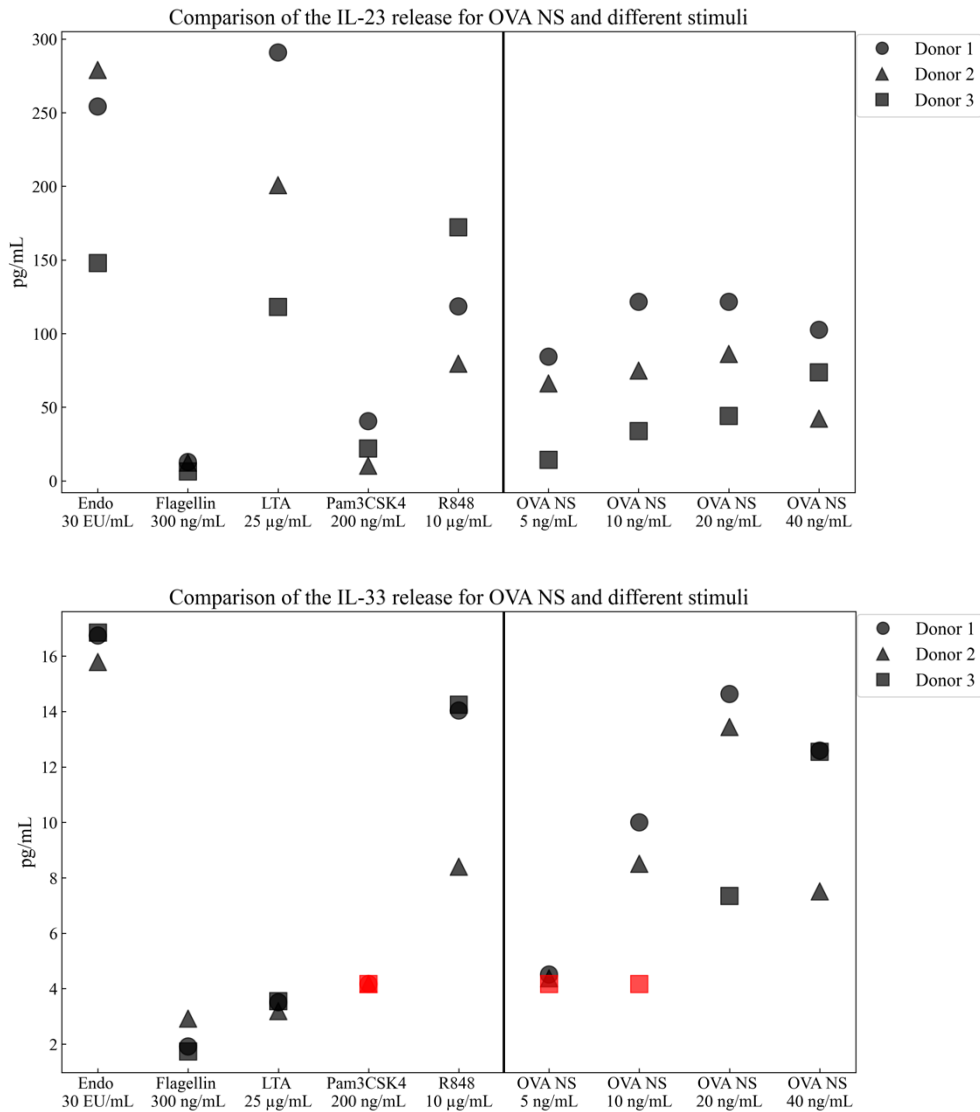 Comparison of the IL-23 release for OVA NS and different stimuli
300
250
200
150
100
50
0
pg/mL
Endo
30 EU/mL
Flagellin
300 ng/mL
LTA
25 µg/mL
Pam3CSK4
200 ng/mL
R848
10 µg/mL
OVA NS
5 ng/mL
OVA NS
10 ng/mL
OVA NS
20 ng/mL
OVA NS
40 ng/mL
Donor 1
Donor 2
Donor 3
Comparison of the IL-33 release for OVA NS and different stimuli
16
14
12
10
8
6
4
2
pg/mL
Endo
30 EU/mL
Flagellin
300 ng/mL
LTA
25 µg/mL
Pam3CSK4
200 ng/mL
R848
10 µg/mL
OVA NS
5 ng/mL
OVA NS
10 ng/mL
OVA NS
20 ng/mL
OVA NS
40 ng/mL
Donor 1
Donor 2
Donor 3